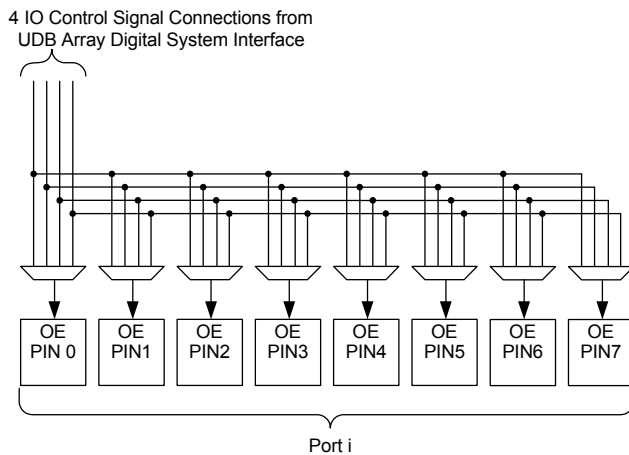 4 IO Control Signal Connections from
UDB Array Digital System Interface
OE
PIN 0
OE
PIN1
OE
PIN2
OE
PIN3
OE
PIN4
OE
PIN5
OE
PIN6
OE
PIN7
Port i